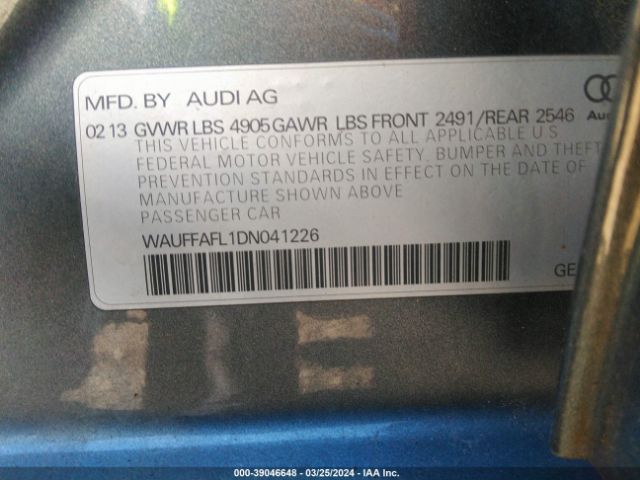 MFD. BY AUDI AG
02 13 GVWR LBS 4905 GAWR LBS FRONT 2491/REAR 2546
THIS VEHICLE CONFORMS TO ALL APPLICABLE U S
FEDERAL MOTOR VEHICLE SAFETY. BUMPER AND THEFT
PREVENTION STANDARDS IN EFFECT ON THE DATE OF
MANUFACTURE SHOWN ABOVE
PASSENGER CAR
WAUFFAFL1DN041226
000-39046648 - 03/25/2024 - IAA Inc.